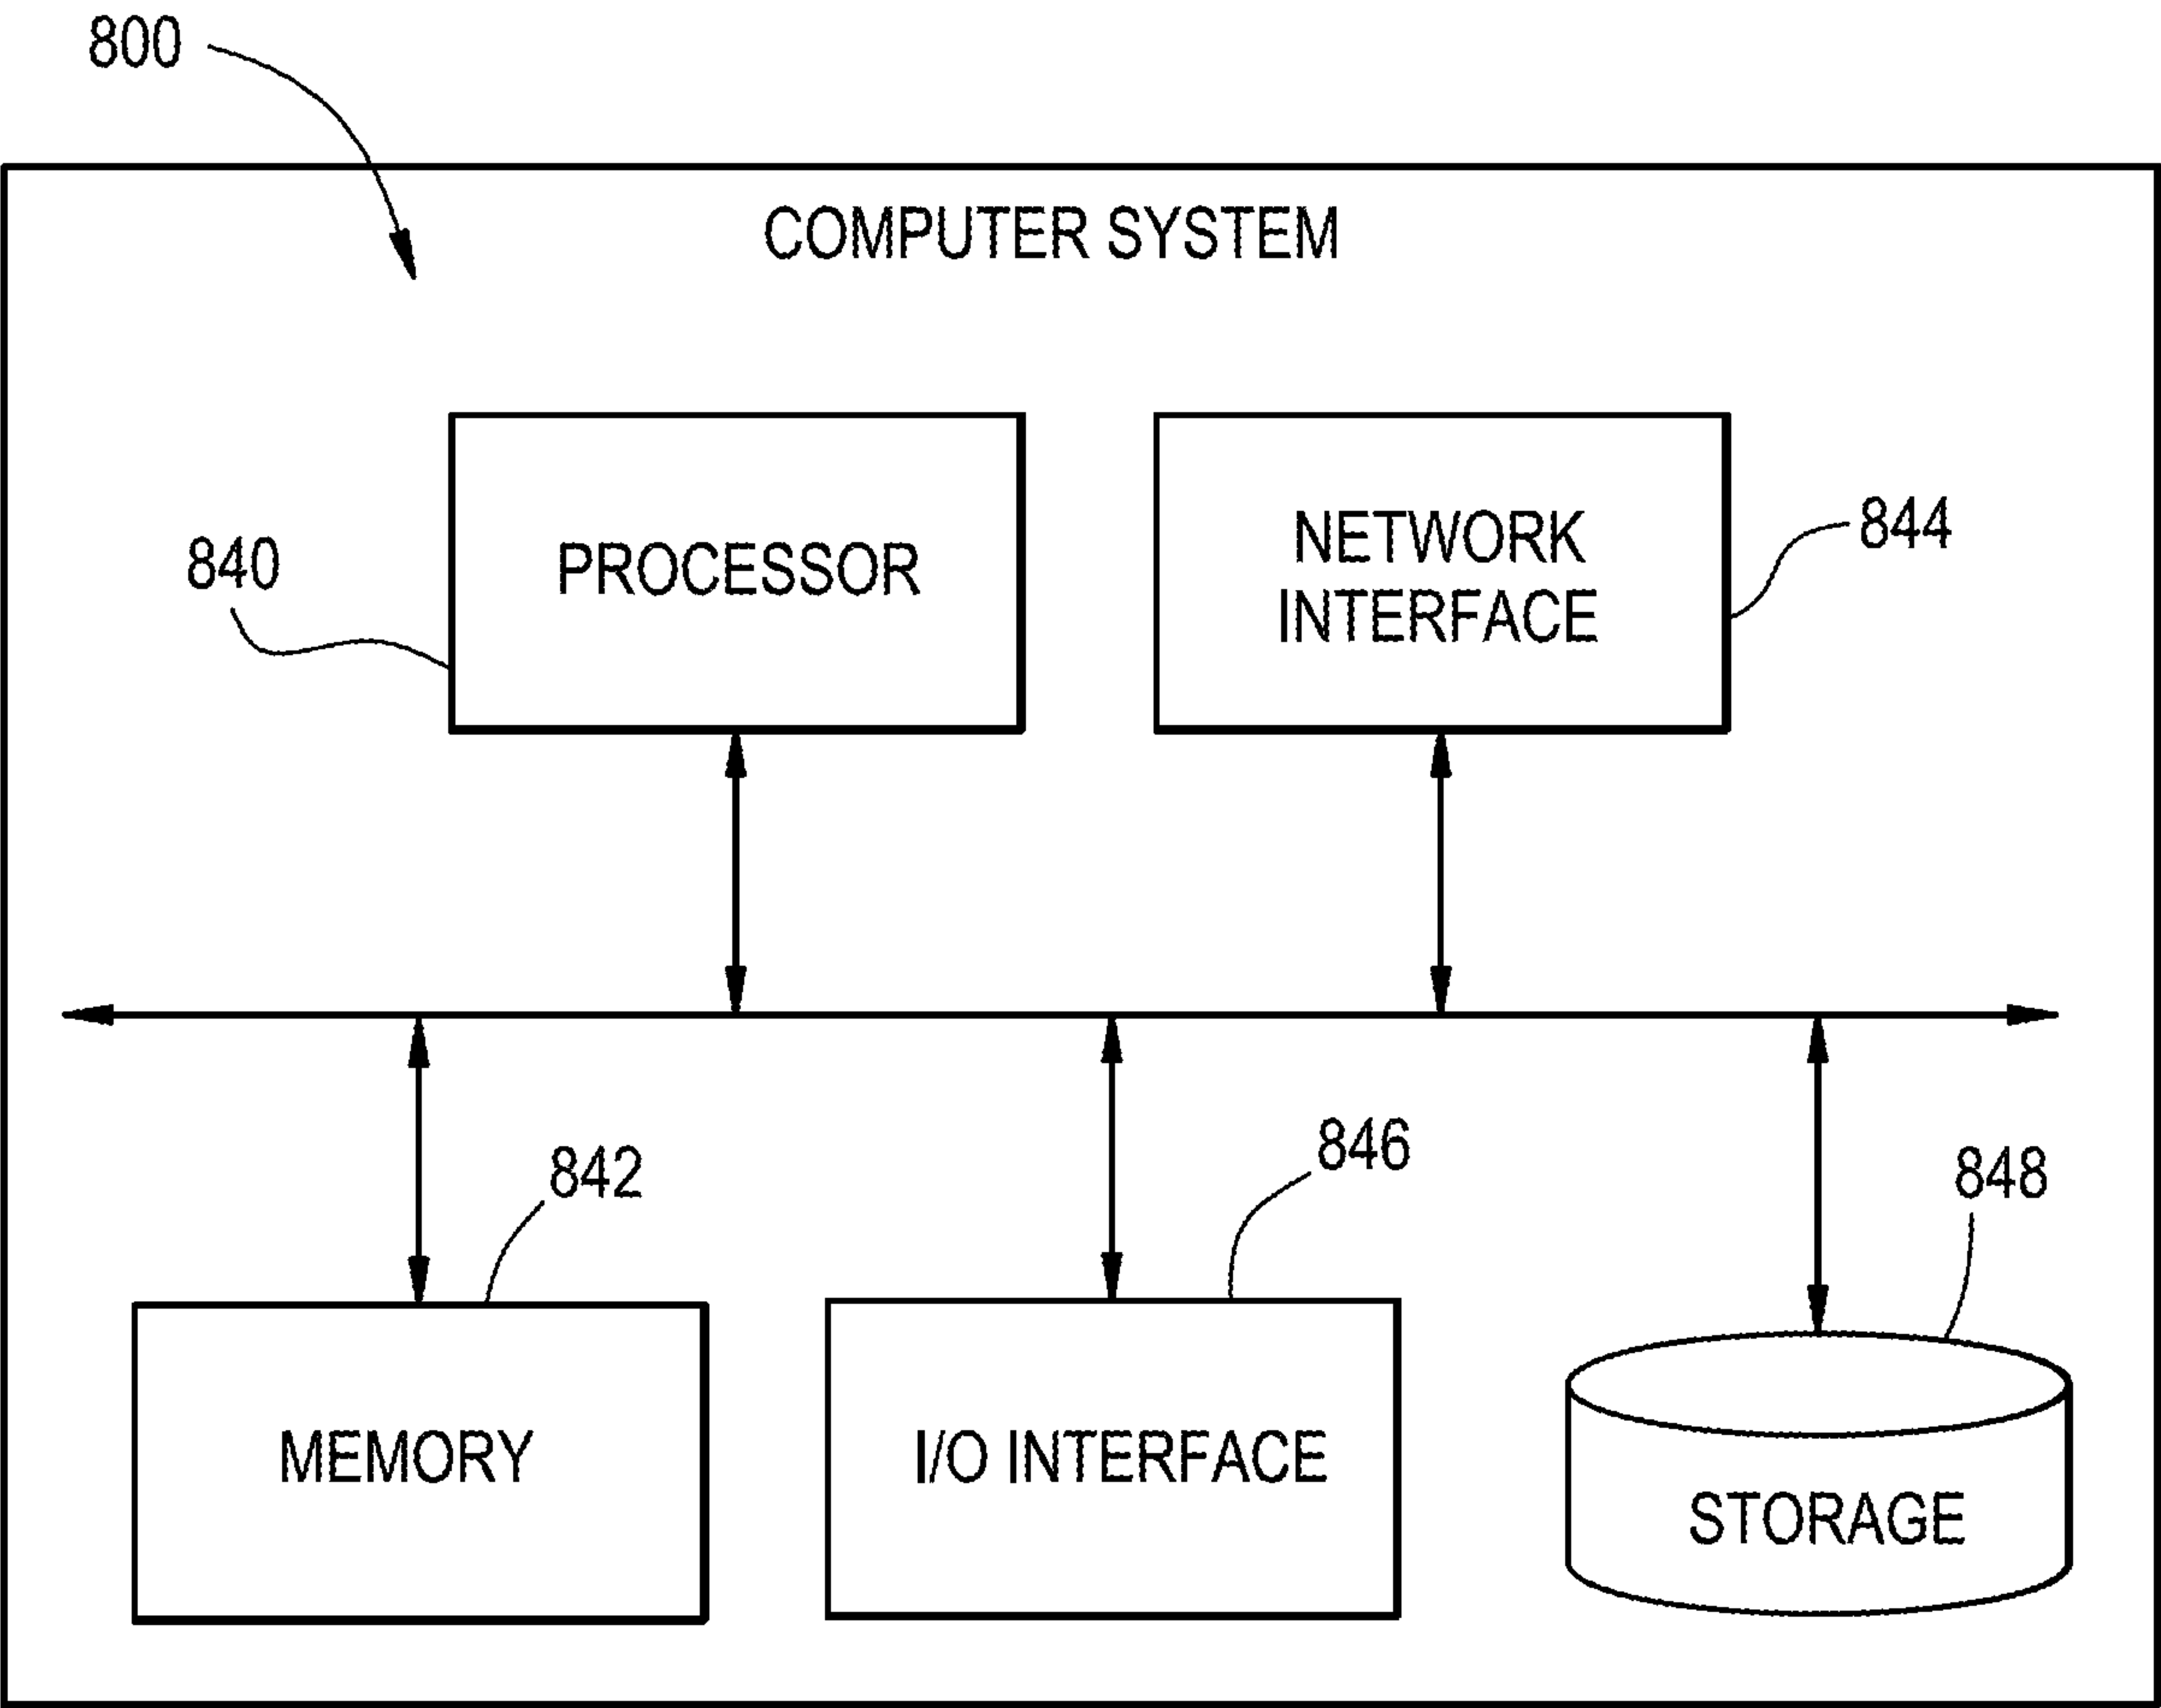 800
COMPUTER SYSTEM
840
PROCESSOR
NETWORK
INTERFACE
844
842
846
848
MEMORY
I/O INTERFACE
STORAGE